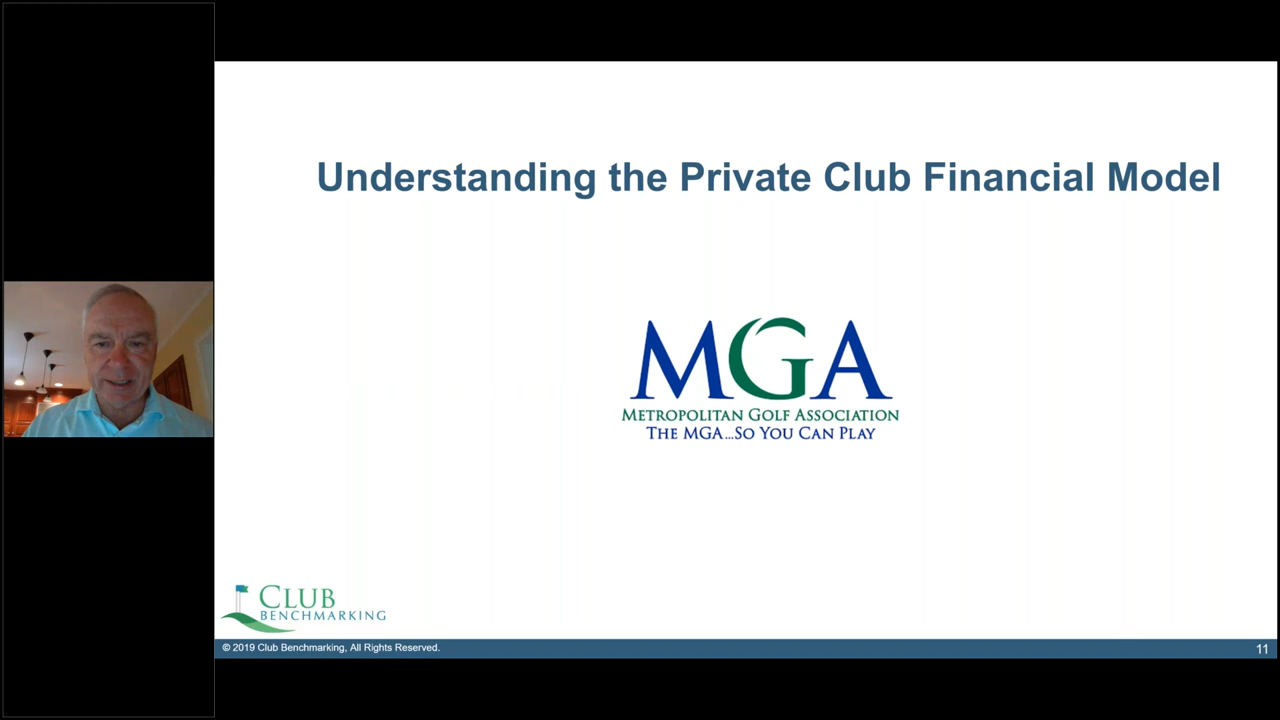 Understanding the Private Club Financial Model
MGA
METROPOLITAN GOLF ASSOCIATION
THE MGA...SO YOU CAN PLAY
CLUB
BENCHMARKING
© 2019 Club Benchmarking, All Rights Reserved.
11